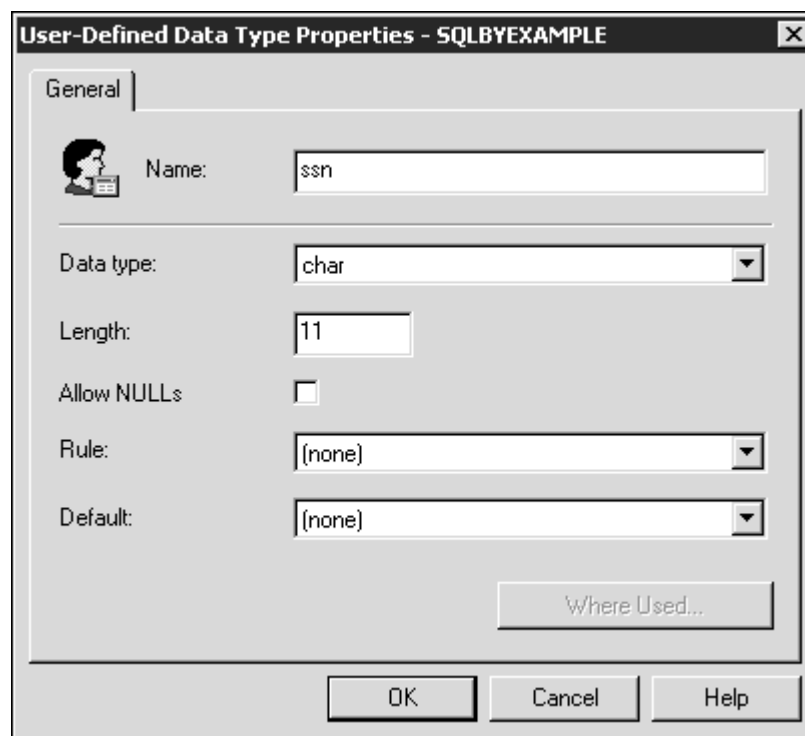 User-Defined Data Type Properties - SQLBYEXAMPLE
General
Name: ssn
Data type: char
Length: 11
Allow NULLs
Rule: (none)
Default: (none)
Where Used...
OK Cancel Help